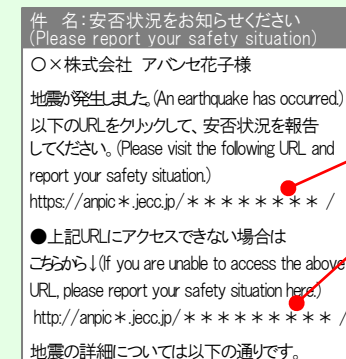 件 名:安否状況をお知らせください
(Please report your safety situation)
〇×株式会社 アバンセ花子様
地震が発生しました。(An earthquake has occurred.)
以下のURLをクリックして、安否状況を報告
してください。(Please visit the following URL and
report your safety situation.)
https://anpic＊.jecc.jp/＊＊＊＊＊＊＊＊ /
●上記URLにアクセスできない場合は
こちらから↓(If you are unable to access the above
URL, please report your safety situation here.)
http://anpic＊.jecc.jp/＊＊＊＊＊＊＊＊＊ /
地震の詳細については以下の通りです。